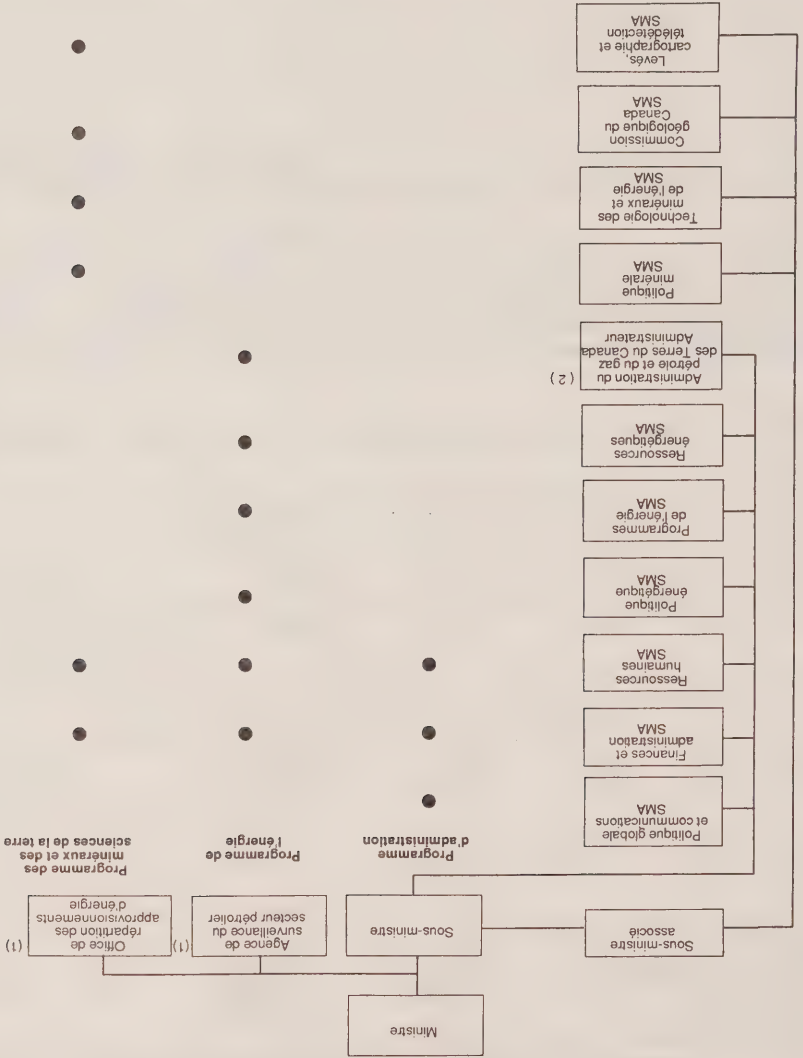 Ministre
Sous-ministre
associé
Sous-ministre
Agence de
surveillance du
secteur pétrolier
(1)
Office de
répartition des
approvisionnements
d'énergie
(1)
Programme
d'administration
Programme de
l'énergie
Programme des
minéraux et des
sciences de la terre
Politique globale
et communications
SMA
Finances et
administration
SMA
Ressources
humaines
SMA
Politique
énergétique
SMA
Programmes
de l'énergie
SMA
Ressources
énergétiques
SMA
Administration du
pétrole et du gaz
des Terres du Canada
Administrateur
(2)
Politique
minérale
SMA
Technologie des
minéraux et
de l'énergie
SMA
Commission
géologique du
Canada
SMA
Levés,
cartographie et
télédétection
SMA